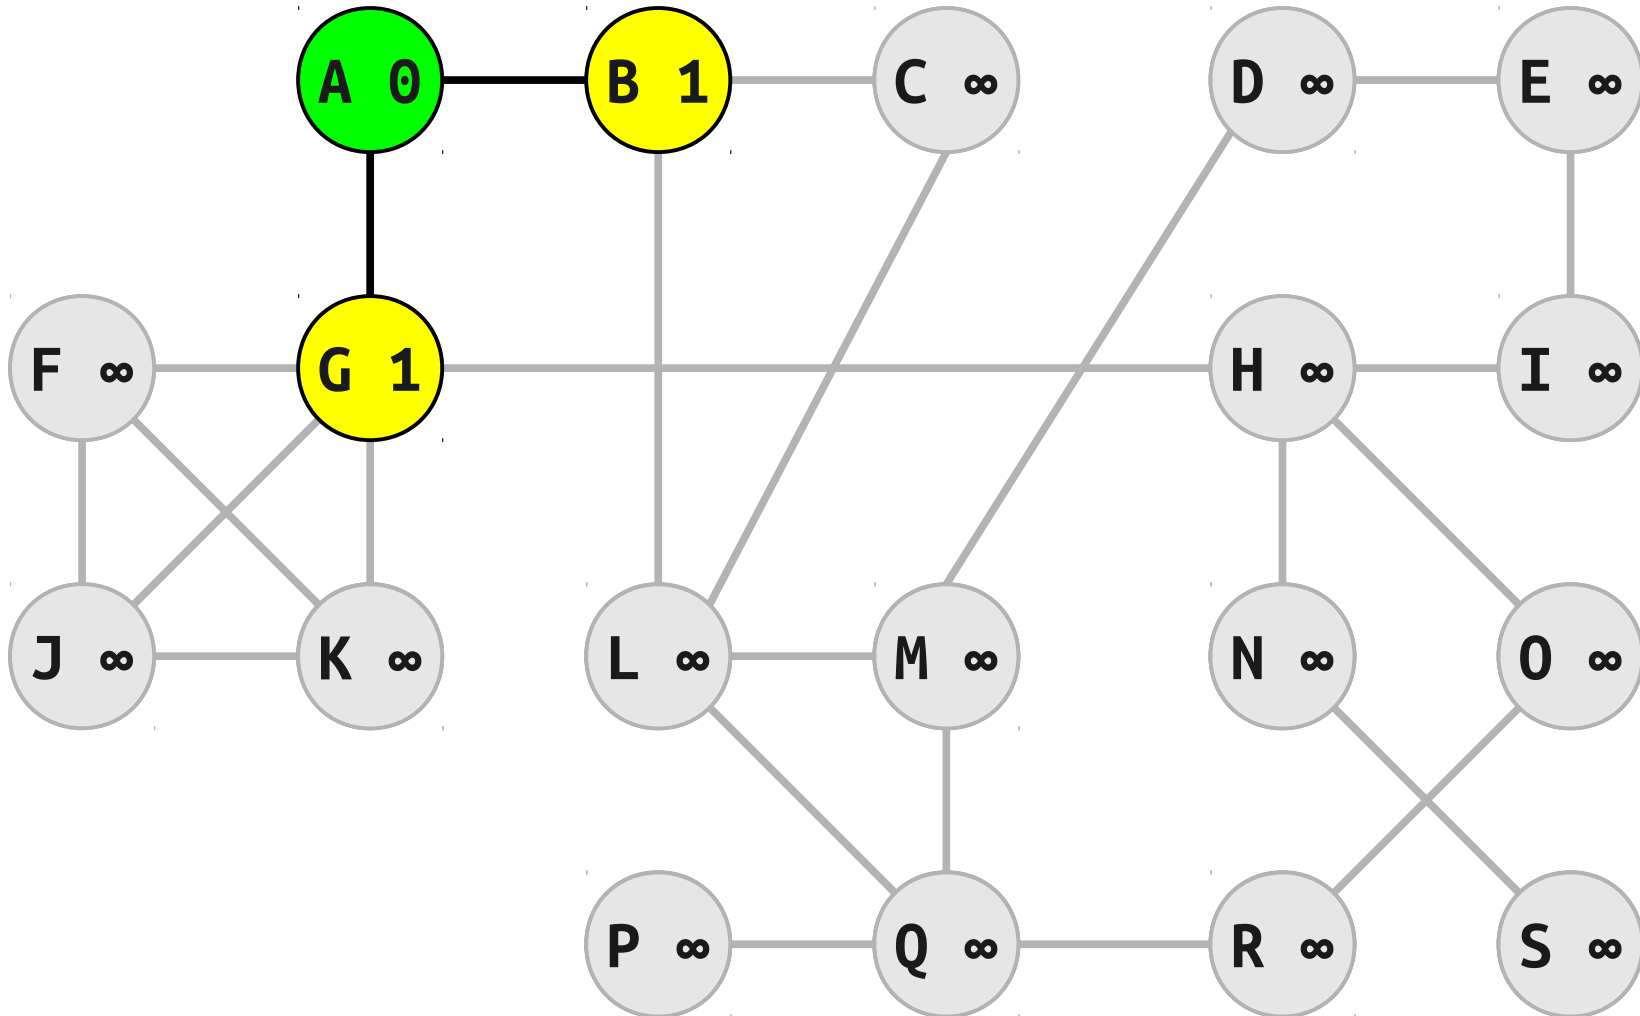 A 0 B 1 C ∞ D ∞ E ∞
F ∞ G 1 H ∞ I ∞
J ∞ K ∞ L ∞ M ∞ N ∞ O ∞
P ∞ Q ∞ R ∞ S ∞